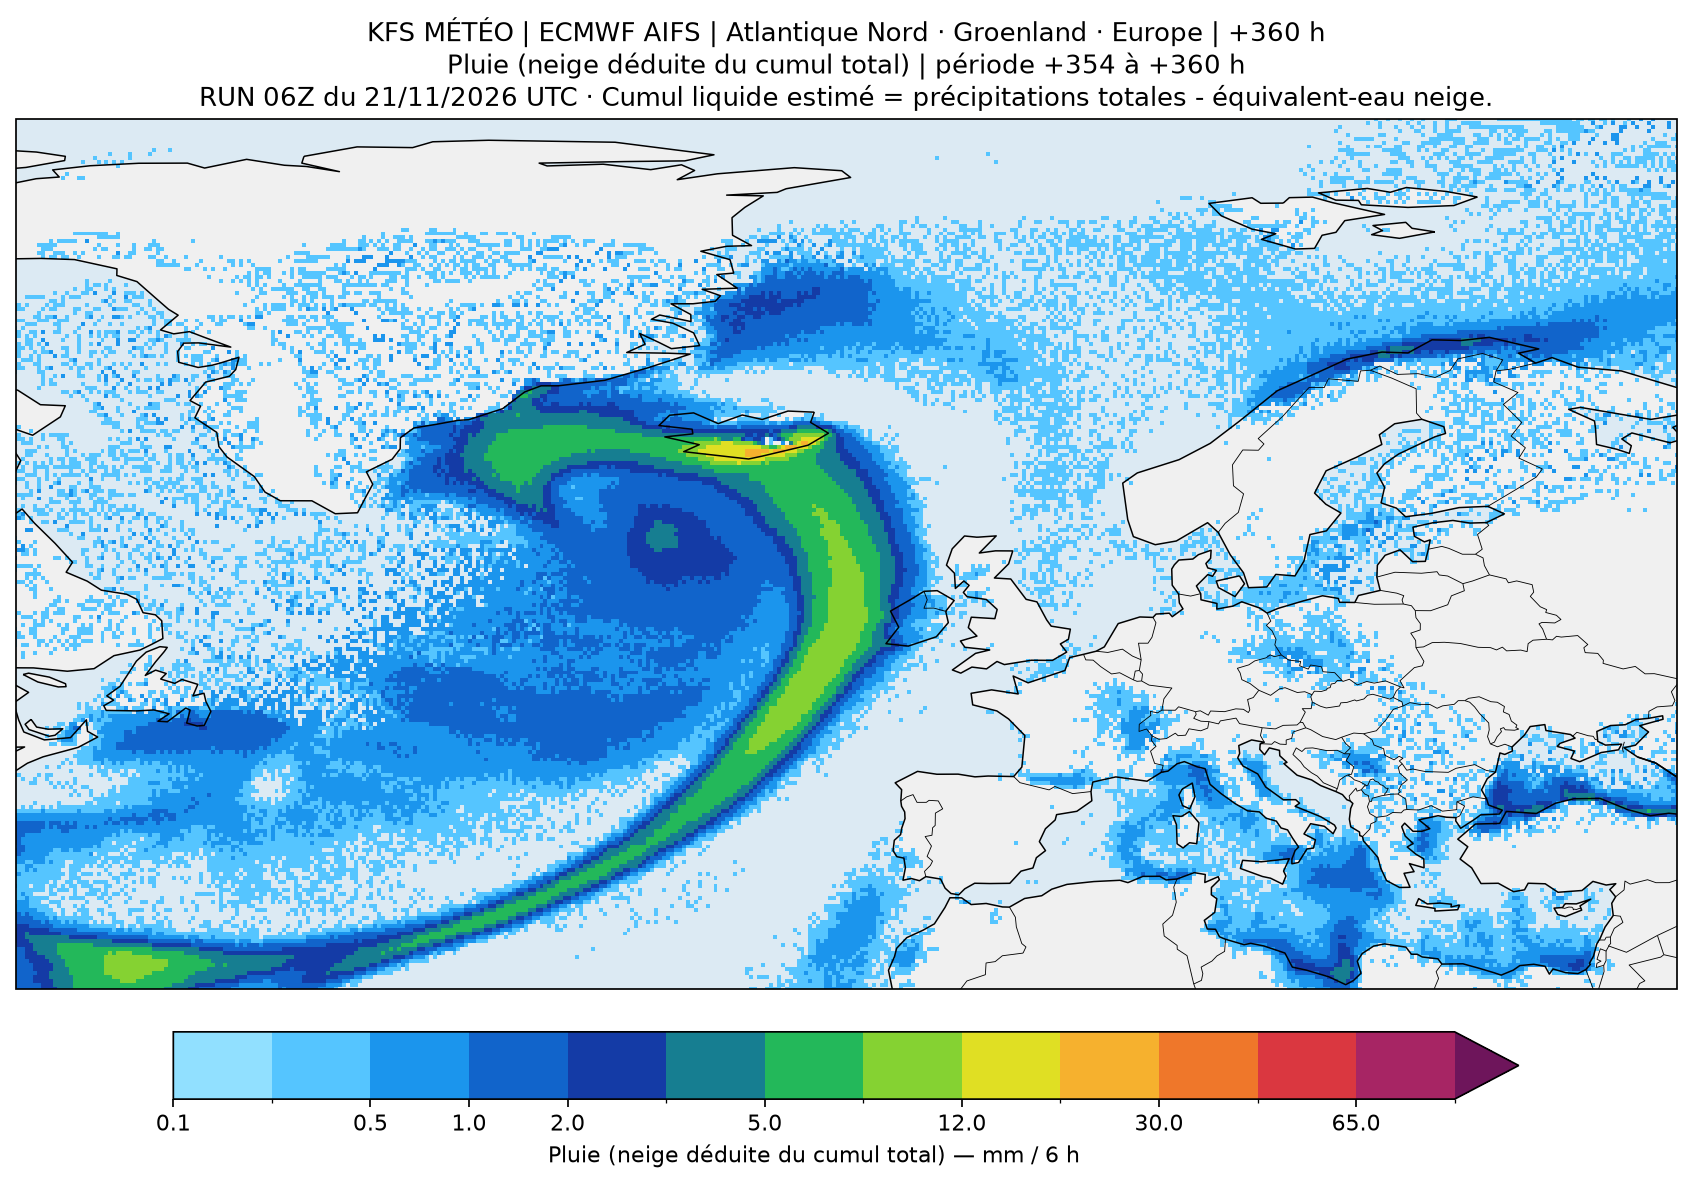 KFS MÉTÉO | ECMWF AIFS | Atlantique Nord · Groenland · Europe | +360 h
Pluie (neige déduite du cumul total) | période +354 à +360 h
RUN 06Z du 21/11/2026 UTC · Cumul liquide estimé = précipitations totales - équivalent-eau neige.
0.1 0.5 1.0 2.0 5.0 12.0 30.0 65.0
Pluie (neige déduite du cumul total) — mm / 6 h